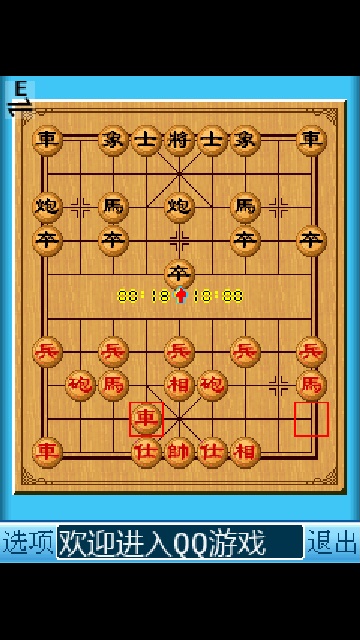 E
車象士将士象車
炮馬炮馬
卒卒卒卒
卒
00:18 10:00
兵兵兵兵兵
砲馬相砲馬
車
車仕帥仕相
选项 欢迎进入QQ游戏 退出